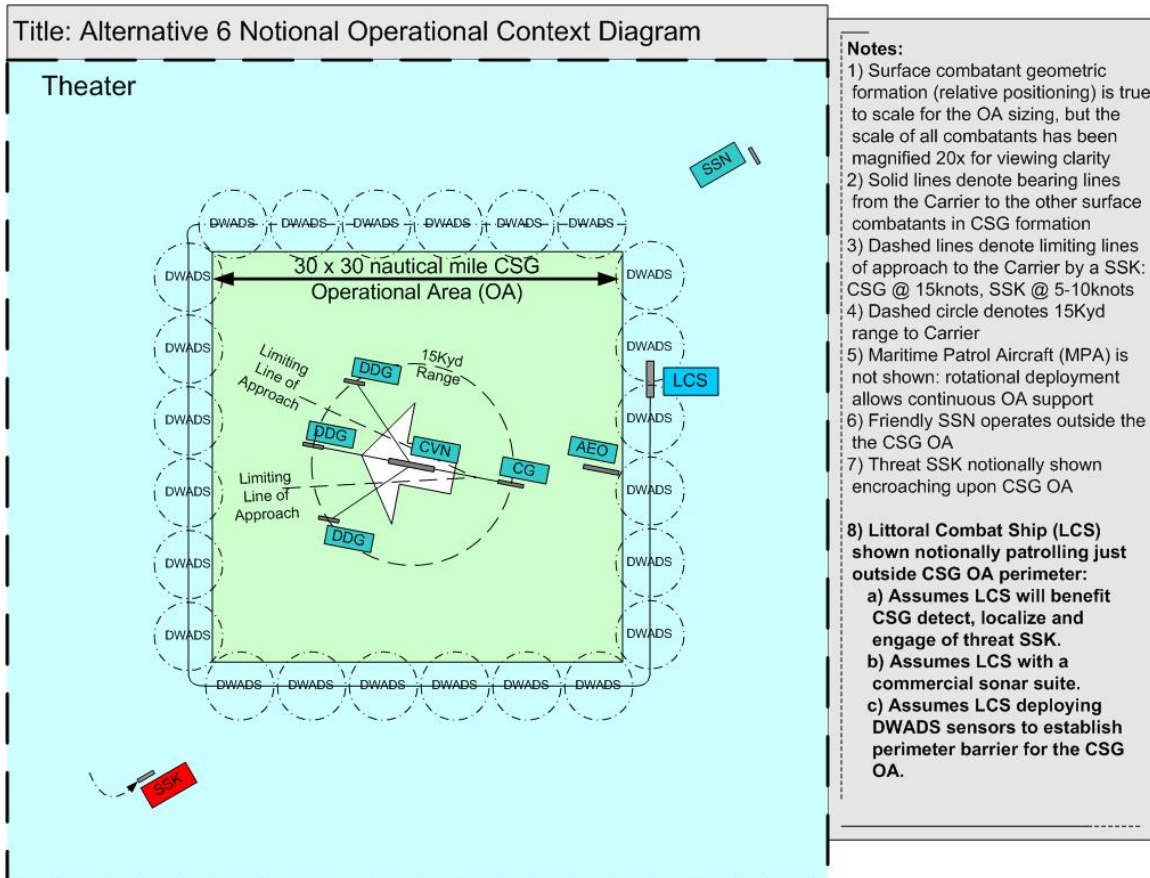 Title: Alternative 6 Notional Operational Context Diagram
Theater
SSN
DWADS
DWADS
DWADS
DWADS
DWADS
DWADS
DWADS
DWADS
30 x 30 nautical mile CSG
Operational Area (OA)
DWADS
DWADS
Limiting
Line of
Approach
DDG
15Kyd
Range
LCS
DWADS
DWADS
DDG
CVN
CG
AEO
DWADS
DWADS
Limiting
Line of
Approach
DDG
DWADS
DWADS
DWADS
DWADS
DWADS
DWADS
DWADS
DWADS
DWADS
DWADS
SSK
Notes:
1) Surface combatant geometric
formation (relative positioning) is true
to scale for the OA sizing, but the
scale of all combatants has been
magnified 20x for viewing clarity
2) Solid lines denote bearing lines
from the Carrier to the other surface
combatants in CSG formation
3) Dashed lines denote limiting lines
of approach to the Carrier by a SSK:
CSG @ 15knots, SSK @ 5-10knots
4) Dashed circle denotes 15Kyd
range to Carrier
5) Maritime Patrol Aircraft (MPA) is
not shown: rotational deployment
allows continuous OA support
6) Friendly SSN operates outside the
the CSG OA
7) Threat SSK notionally shown
encroaching upon CSG OA
8) Littoral Combat Ship (LCS)
shown notionally patrolling just
outside CSG OA perimeter:
a) Assumes LCS will benefit
CSG detect, localize and
engage of threat SSK.
b) Assumes LCS with a
commercial sonar suite.
c) Assumes LCS deploying
DWADS sensors to establish
perimeter barrier for the CSG
OA.